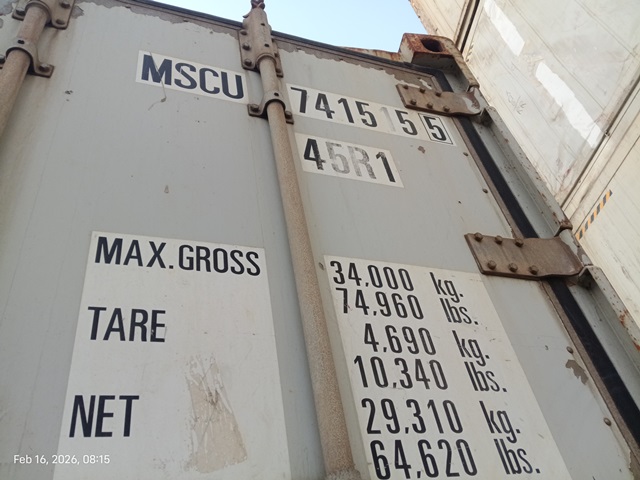 MSCU 741515 5
45R1
MAX.GROSS 34,000 kg.
74,960 lbs.
TARE 4,690 kg.
10,340 lbs.
NET 29,310 kg.
64,620 lbs.
Feb 16, 2026, 08:15